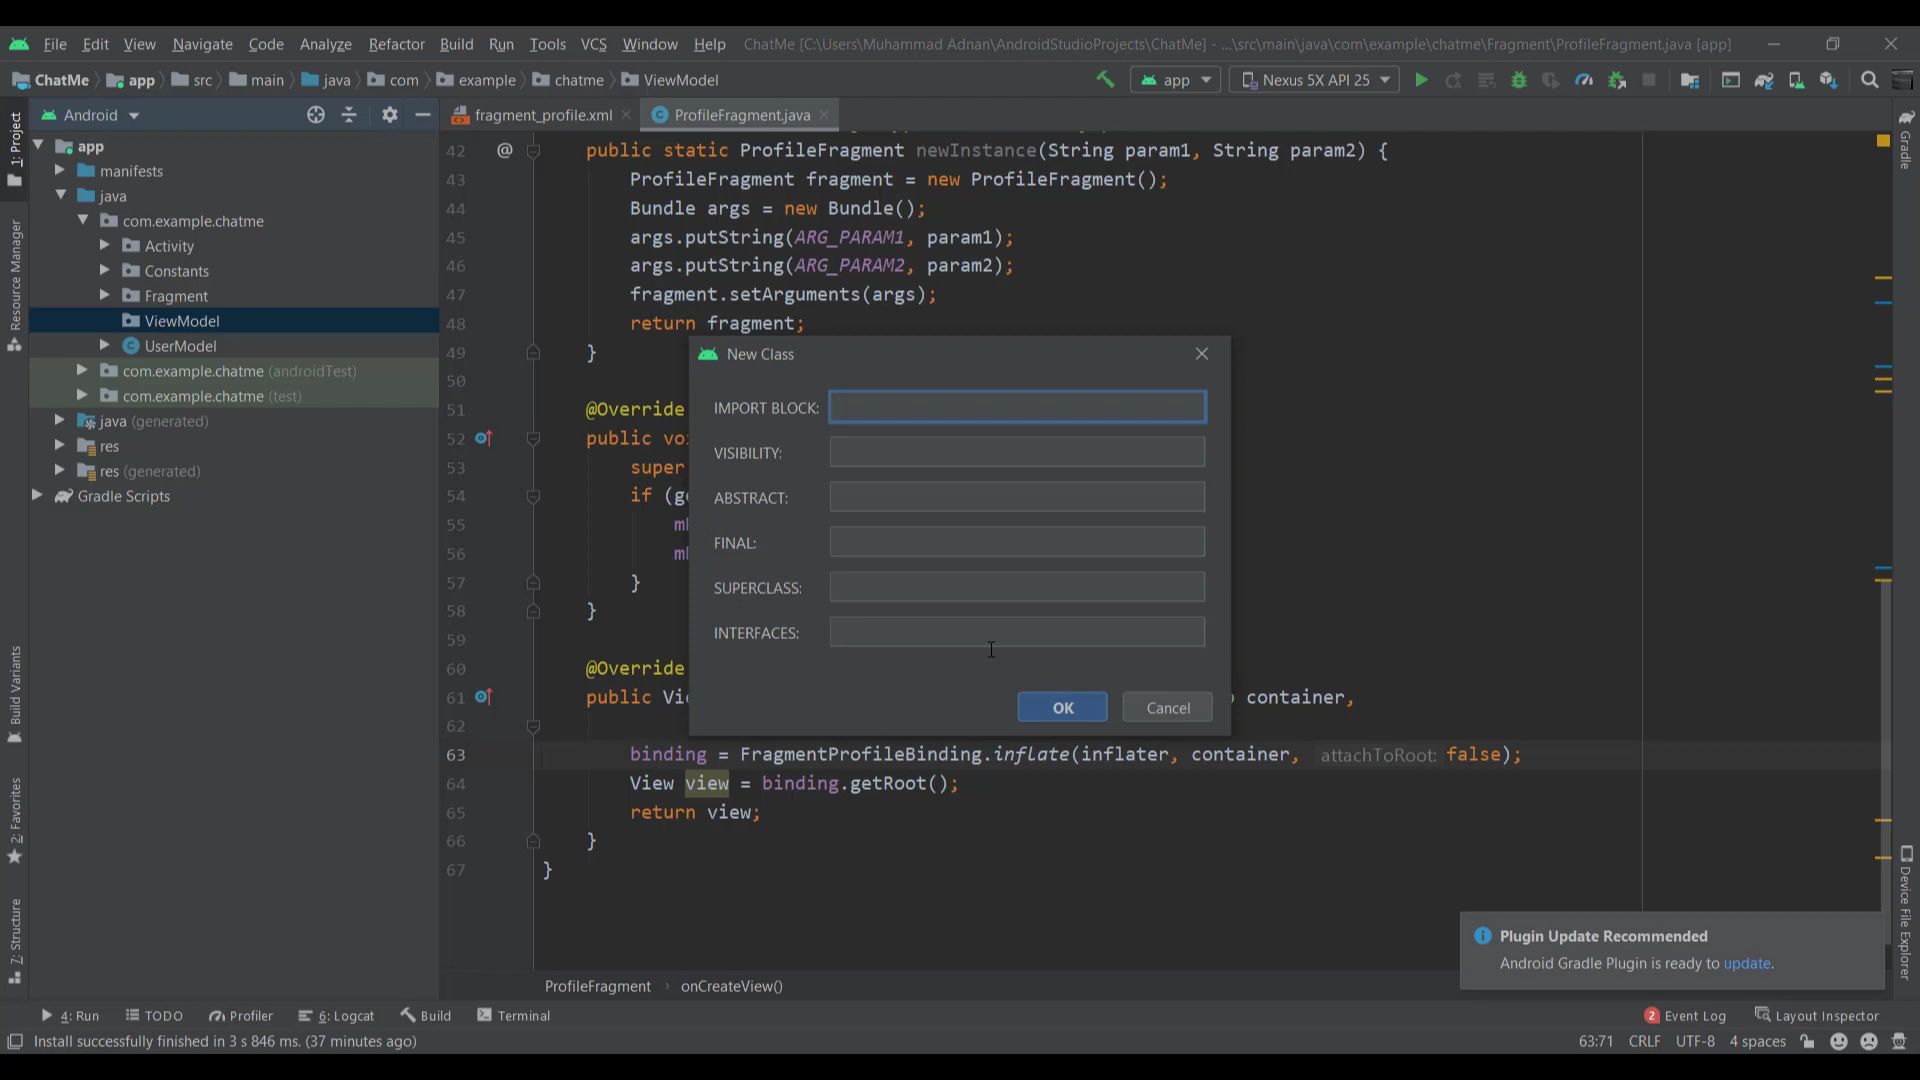 File Edit View Navigate Code Analyze Refactor Build Run Tools VCS Window Help ChatMe [C:\Users\Muhammad Adnan\AndroidStudioProjects\ChatMe] - ...\src\main\java\com\example\chatme\Fragment\ProfileFragment.java [app]
ChatMe app src main java com example chatme ViewModel app Nexus 5X API 25
Android
fragment_profile.xml ProfileFragment.java
1: Project
Resource Manager
Build Variants
2: Favorites
7: Structure
app
manifests
java
com.example.chatme
Activity
Constants
Fragment
ViewModel
UserModel
com.example.chatme (androidTest)
com.example.chatme (test)
java (generated)
res
res (generated)
Gradle Scripts
42 @ public static ProfileFragment newInstance(String param1, String param2) {
43 ProfileFragment fragment = new ProfileFragment();
44 Bundle args = new Bundle();
45 args.putString(ARG_PARAM1, param1);
46 args.putString(ARG_PARAM2, param2);
47 fragment.setArguments(args);
48 return fragment;
49 }
50
51 @Override
52 public voi
53 super
54 if (ge
55 mP
56 mP
57 }
58 }
59
60 @Override
61 public Vie container,
62
63 binding = FragmentProfileBinding.inflate(inflater, container, attachToRoot: false);
64 View view = binding.getRoot();
65 return view;
66 }
67 }
New Class
IMPORT BLOCK:
VISIBILITY:
ABSTRACT:
FINAL:
SUPERCLASS:
INTERFACES:
OK Cancel
Gradle
Device File Explorer
Plugin Update Recommended
Android Gradle Plugin is ready to update.
ProfileFragment onCreateView()
4: Run TODO Profiler 6: Logcat Build Terminal 2 Event Log Layout Inspector
Install successfully finished in 3 s 846 ms. (37 minutes ago) 63:71 CRLF UTF-8 4 spaces